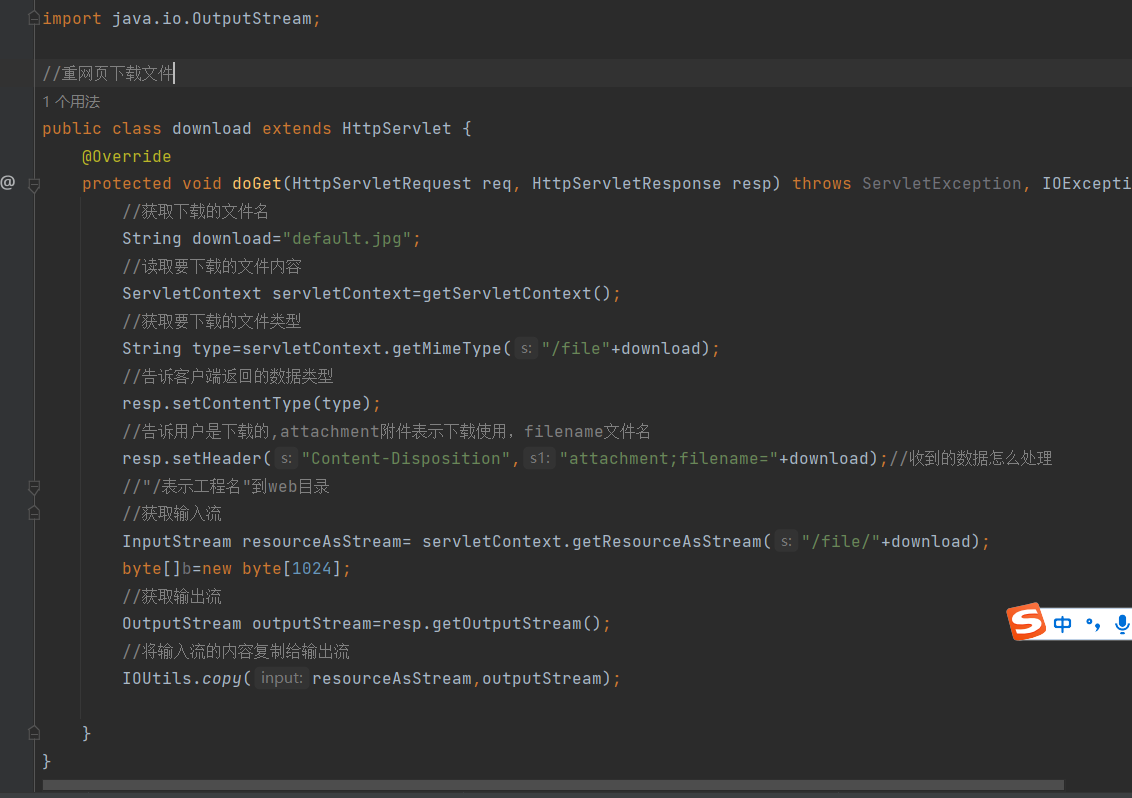 import java.io.OutputStream;
//重网页下载文件
1 个用法
public class download extends HttpServlet {
@Override
@ protected void doGet(HttpServletRequest req, HttpServletResponse resp) throws ServletException, IOExcepti
//获取下载的文件名
String download="default.jpg";
//读取要下载的文件内容
ServletContext servletContext=getServletContext();
//获取要下载的文件类型
String type=servletContext.getMimeType( s: "/file"+download);
//告诉客户端返回的数据类型
resp.setContentType(type);
//告诉用户是下载的,attachment附件表示下载使用，filename文件名
resp.setHeader( s: "Content-Disposition", s1: "attachment;filename="+download);//收到的数据怎么处理
//"/表示工程名"到web目录
//获取输入流
InputStream resourceAsStream= servletContext.getResourceAsStream( s: "/file/"+download);
byte[]b=new byte[1024];
//获取输出流
OutputStream outputStream=resp.getOutputStream();
//将输入流的内容复制给输出流
IOUtils.copy( input: resourceAsStream,outputStream);
}
}
S 中 °,